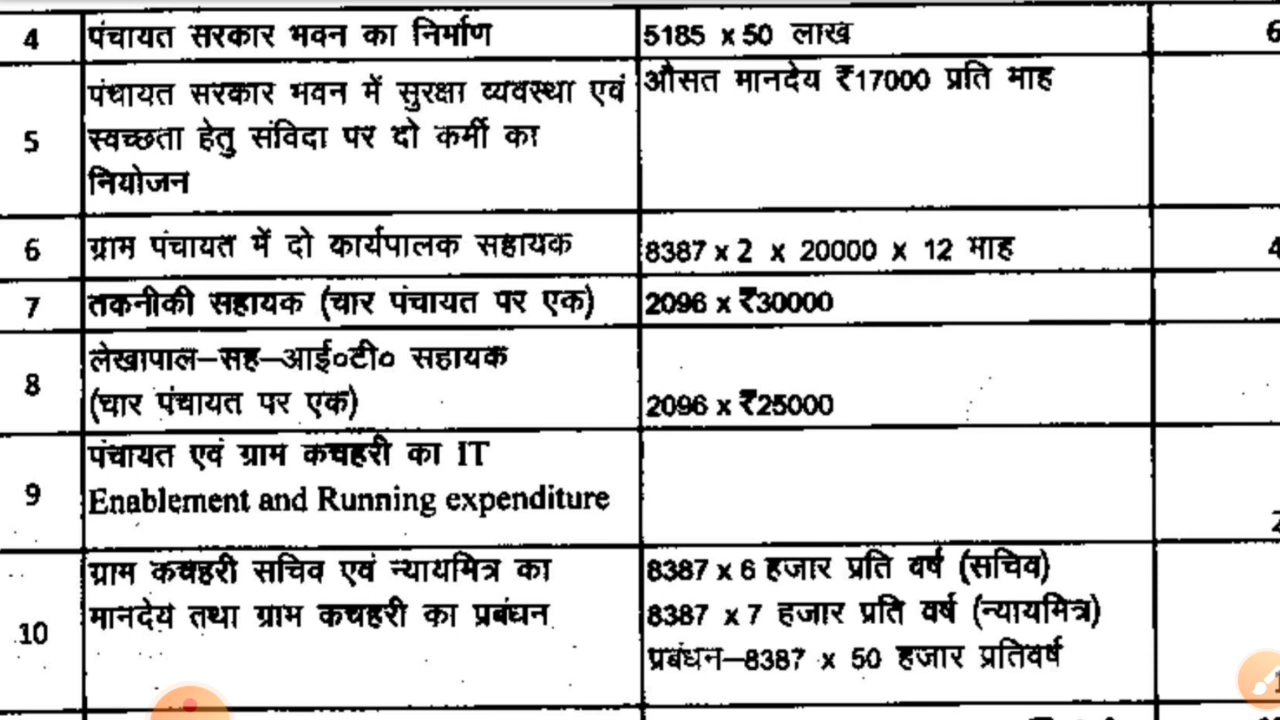 4 पंचायत सरकार भवन का निर्माण 5185 x 50 लाख 6
पंचायत सरकार भवन में सुरक्षा व्यवस्था एवं औसत मानदेय ₹17000 प्रति माह
5 स्वच्छता हेतु संविदा पर दो कर्मी का
नियोजन
6 ग्राम पंचायत में दो कार्यपालक सहायक 8387 x 2 x 20000 x 12 माह 4
7 तकनीकी सहायक (चार पंचायत पर एक) 2096 x ₹30000
लेखापाल–सह–आई०टी० सहायक
8 (चार पंचायत पर एक) 2096 x ₹25000
पंचायत एवं ग्राम कचहरी का IT
9 Enablement and Running expenditure 2
ग्राम कचहरी सचिव एवं न्यायमित्र का 8387 x 6 हजार प्रति वर्ष (सचिव)
10 मानदेय तथा ग्राम कचहरी का प्रबंधन 8387 x 7 हजार प्रति वर्ष (न्यायमित्र)
प्रबंधन–8387 x 50 हजार प्रतिवर्ष 1